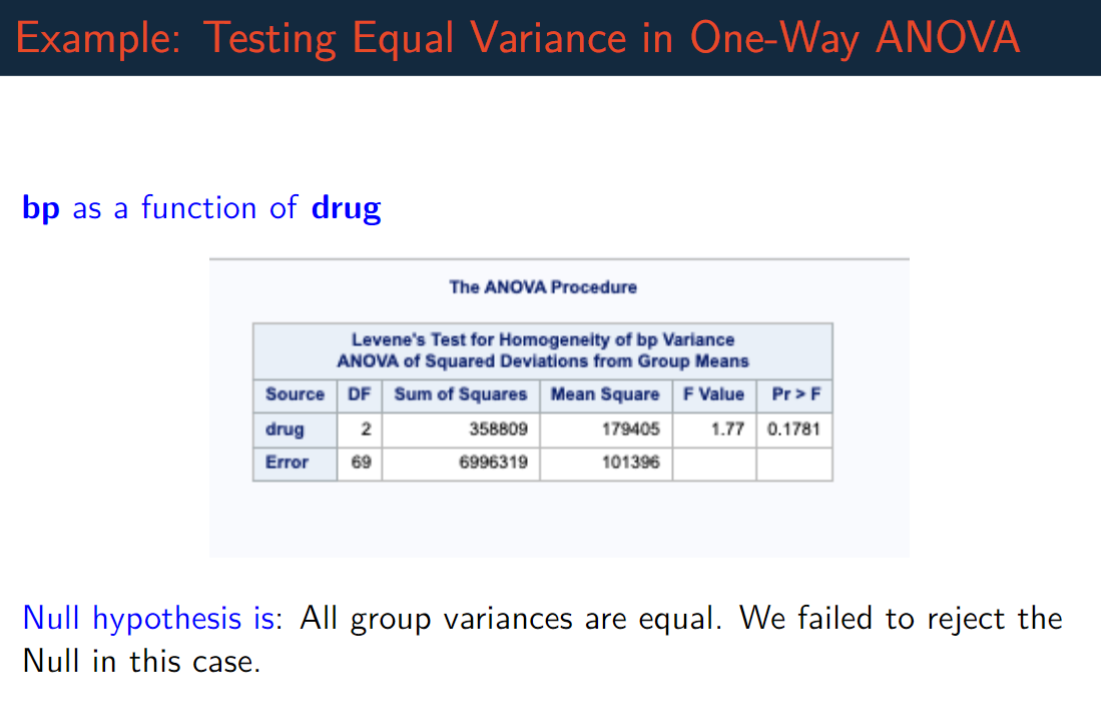 Example: Testing Equal Variance in One-Way ANOVA
bp as a function of drug
The ANOVA Procedure
Levene's Test for Homogeneity of bp Variance
ANOVA of Squared Deviations from Group Means
Source DF Sum of Squares Mean Square F Value Pr > F
drug 2 358809 179405 1.77 0.1781
Error 69 6996319 101396
Null hypothesis is: All group variances are equal. We failed to reject the
Null in this case.